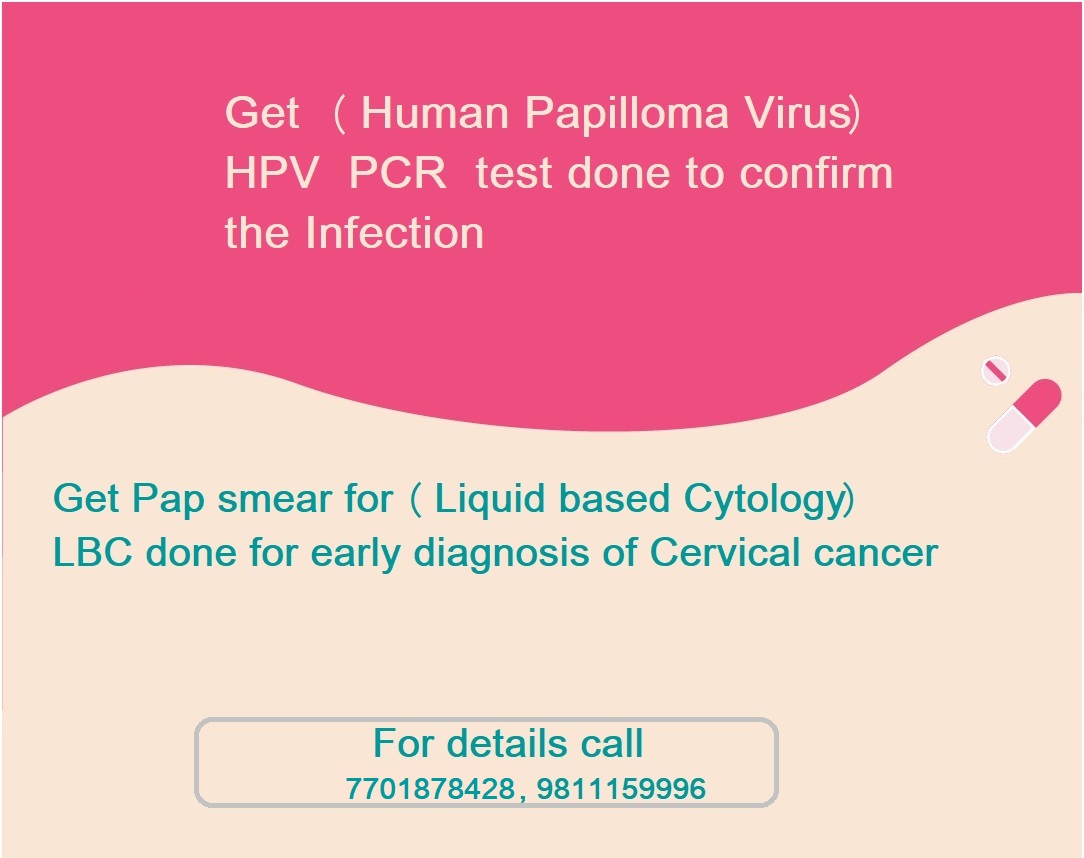 Get ( Human Papilloma Virus)
HPV PCR test done to confirm
the Infection
Get Pap smear for ( Liquid based Cytology)
LBC done for early diagnosis of Cervical cancer
For details call
7701878428, 9811159996